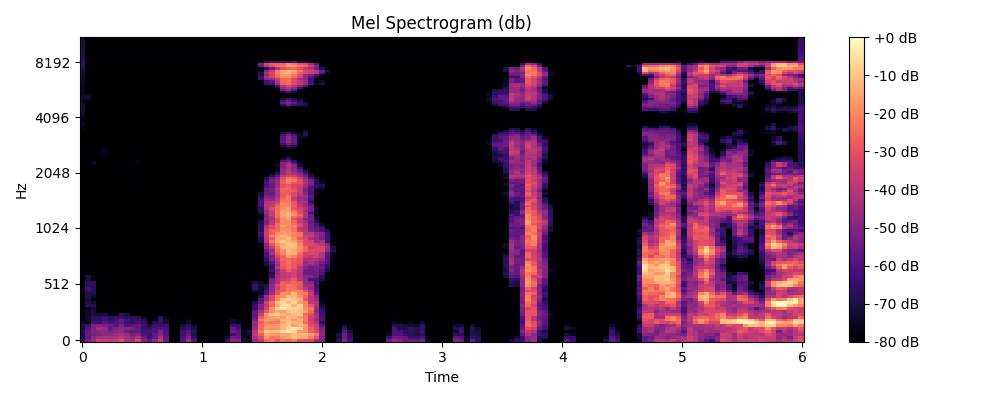 Mel Spectrogram (db)
Hz
8192
4096
2048
1024
512
0
0 1 2 3 4 5 6
Time
+0 dB
-10 dB
-20 dB
-30 dB
-40 dB
-50 dB
-60 dB
-70 dB
-80 dB